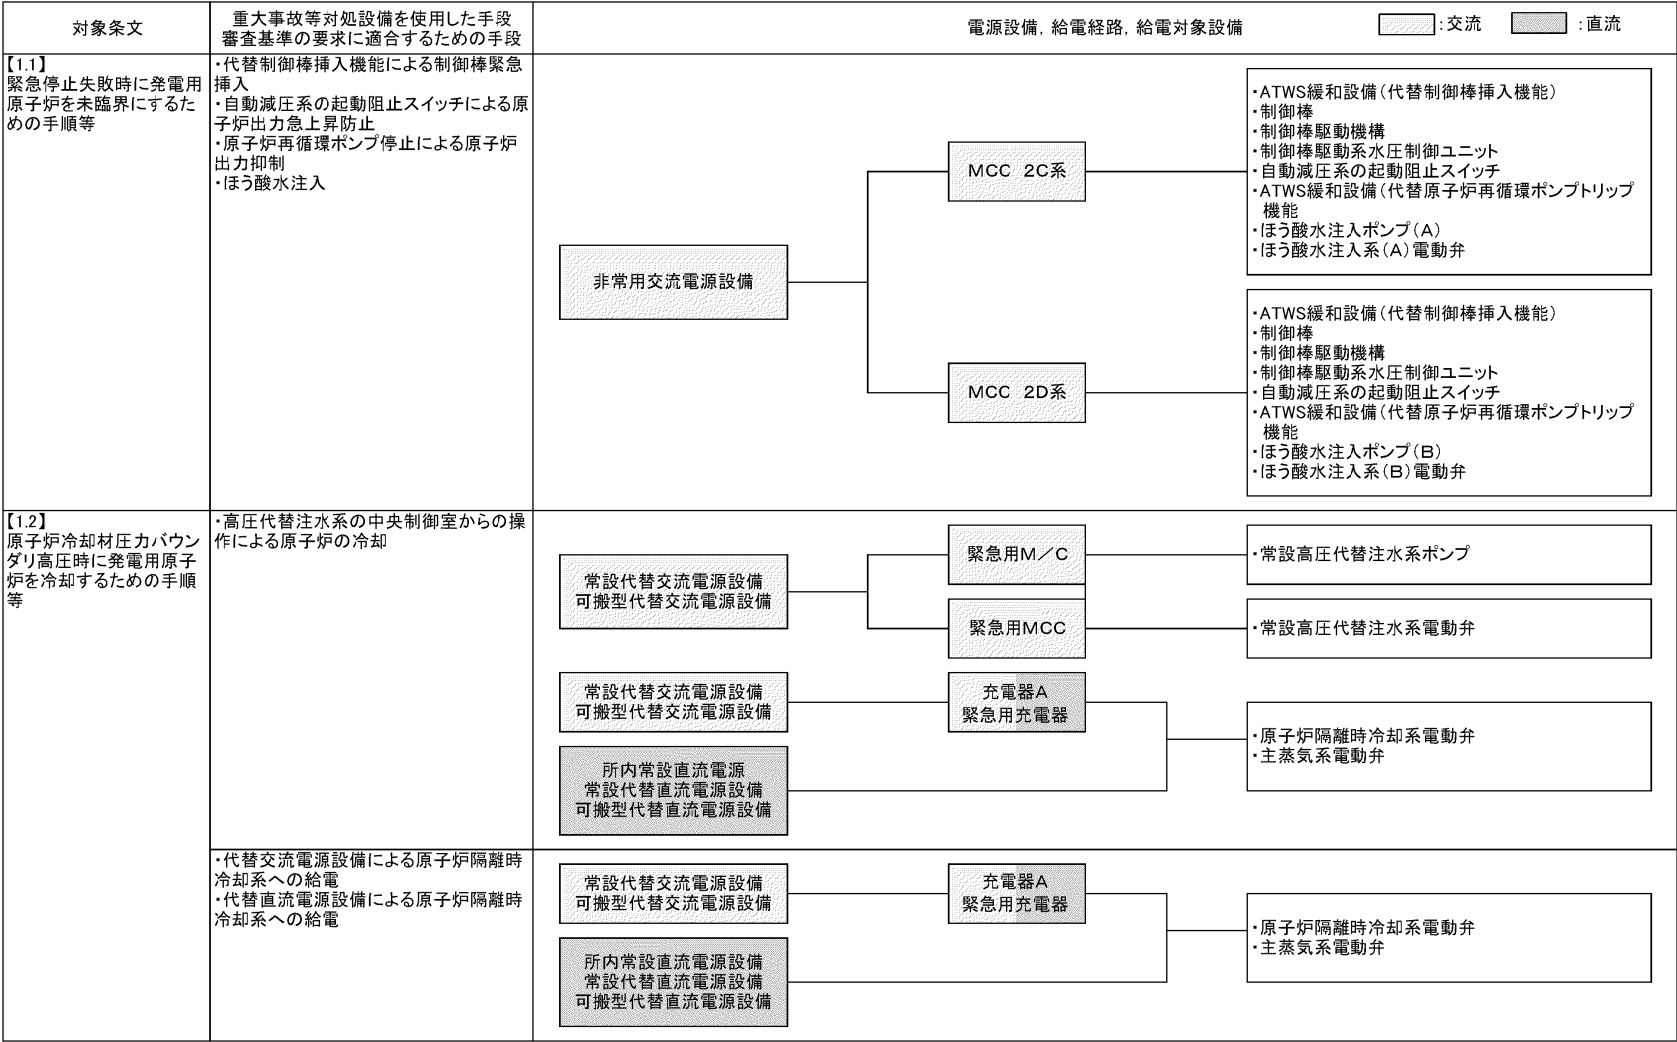 対象条文
重大事故等対処設備を使用した手段
審査基準の要求に適合するための手段
電源設備，給電経路，給電対象設備
：交流
：直流
【1.1】
緊急停止失敗時に発電用
原子炉を未臨界にするた
めの手順等
・代替制御棒挿入機能による制御棒緊急
挿入
・自動減圧系の起動阻止スイッチによる原
子炉出力急上昇防止
・原子炉再循環ポンプ停止による原子炉
出力抑制
・ほう酸水注入
非常用交流電源設備
ＭＣＣ　２Ｃ系
・ATWS緩和設備（代替制御棒挿入機能）
・制御棒
・制御棒駆動機構
・制御棒駆動系水圧制御ユニット
・自動減圧系の起動阻止スイッチ
・ATWS緩和設備（代替原子炉再循環ポンプトリップ
機能
・ほう酸水注入ポンプ（Ａ）
・ほう酸水注入系（Ａ）電動弁
ＭＣＣ　２Ｄ系
・ATWS緩和設備（代替制御棒挿入機能）
・制御棒
・制御棒駆動機構
・制御棒駆動系水圧制御ユニット
・自動減圧系の起動阻止スイッチ
・ATWS緩和設備（代替原子炉再循環ポンプトリップ
機能
・ほう酸水注入ポンプ（Ｂ）
・ほう酸水注入系（Ｂ）電動弁
【1.2】
原子炉冷却材圧力バウン
ダリ高圧時に発電用原子
炉を冷却するための手順
等
・高圧代替注水系の中央制御室からの操
作による原子炉の冷却
常設代替交流電源設備
可搬型代替交流電源設備
緊急用Ｍ／Ｃ
・常設高圧代替注水系ポンプ
緊急用ＭＣＣ
・常設高圧代替注水系電動弁
常設代替交流電源設備
可搬型代替交流電源設備
充電器Ａ
緊急用充電器
・原子炉隔離時冷却系電動弁
・主蒸気系電動弁
所内常設直流電源
常設代替直流電源設備
可搬型代替直流電源設備
・代替交流電源設備による原子炉隔離時
冷却系への給電
・代替直流電源設備による原子炉隔離時
冷却系への給電
常設代替交流電源設備
可搬型代替交流電源設備
充電器Ａ
緊急用充電器
・原子炉隔離時冷却系電動弁
・主蒸気系電動弁
所内常設直流電源設備
常設代替直流電源設備
可搬型代替直流電源設備